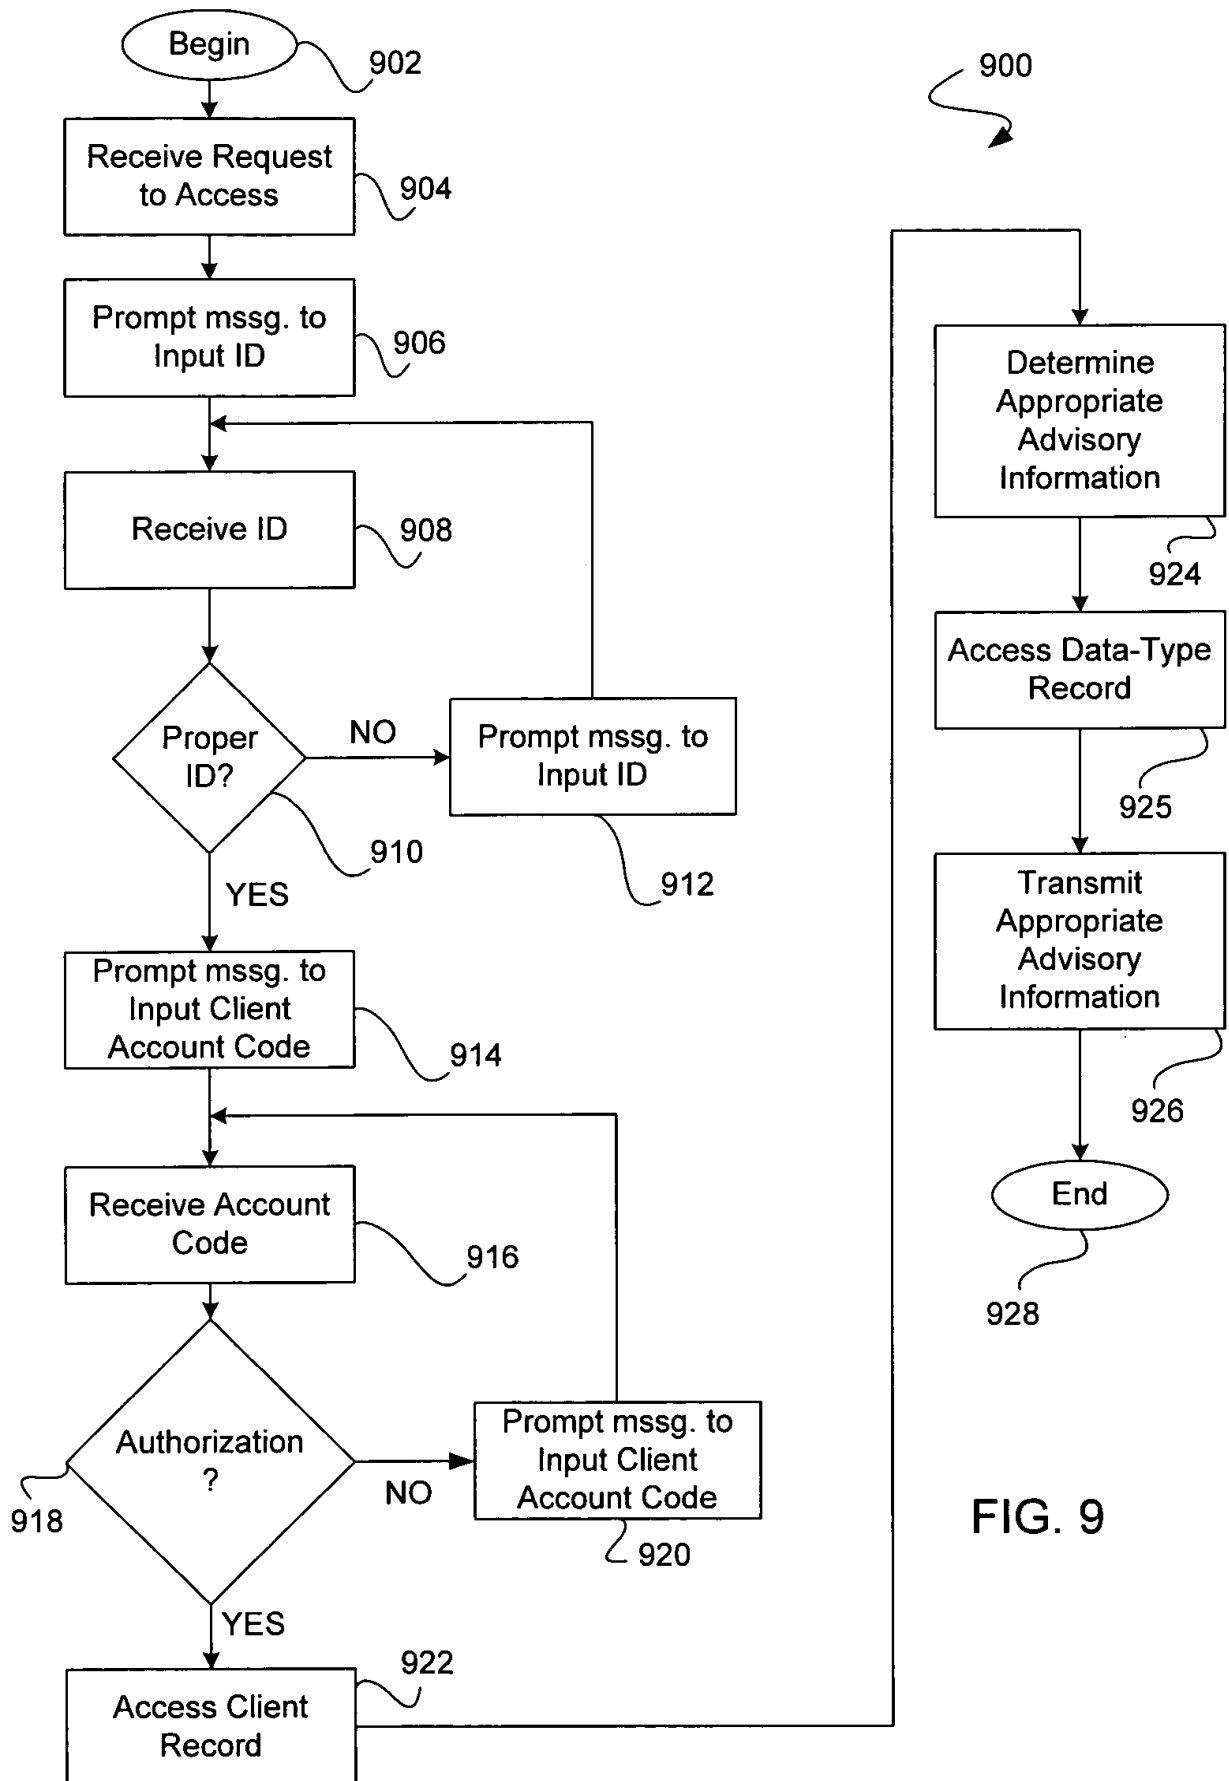 Begin
902
Receive Request
to Access
904
Prompt mssg. to
Input ID
906
Receive ID
908
Proper
ID?
910
NO
Prompt mssg. to
Input ID
912
YES
Prompt mssg. to
Input Client
Account Code
914
Receive Account
Code
916
Authorization
?
918
NO
Prompt mssg. to
Input Client
Account Code
920
YES
Access Client
Record
922
900
Determine
Appropriate
Advisory
Information
924
Access Data-Type
Record
925
Transmit
Appropriate
Advisory
Information
926
End
928
FIG. 9